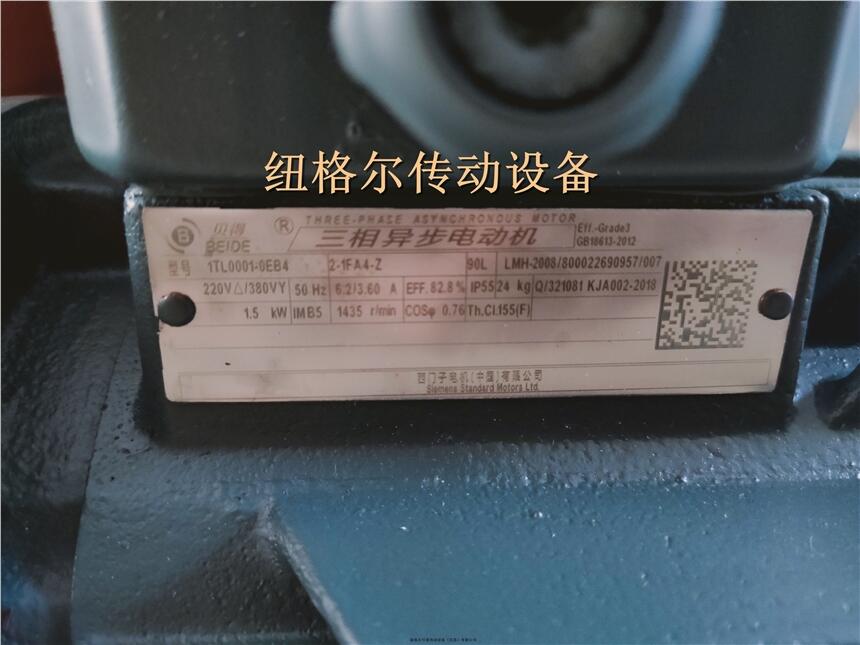 纽格尔传动设备
THREE-PHASE ASYNCHRONOUS MOTOR
B 贝得 BEIDE ® 三相异步电动机 Eff.-Grade3
GB18613-2012
型号 1TL0001-0EB4 2-1FA4-Z 90L LMH-2008/800022690957/007
220V△/380VY 50 Hz 6.2/3.60 A EFF. 82.8 % IP55 24 kg Q/321081 KJA002-2018
1.5 kW IM B5 1435 r/min COSφ 0.76 Th.Cl.155(F)
西门子电机(中国)有限公司
Siemens Standard Motors Ltd.